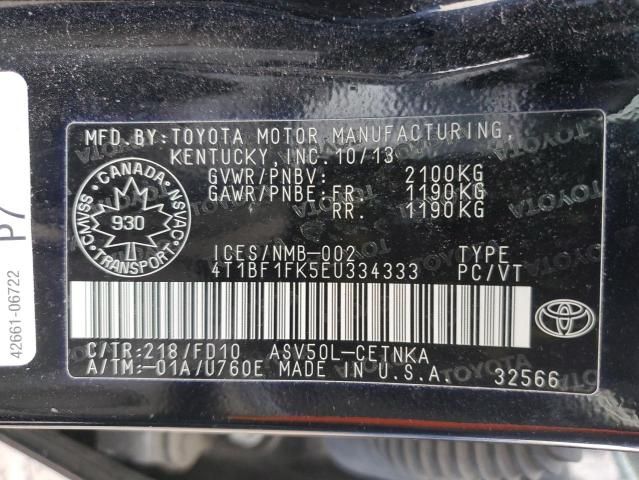 MFD.BY:TOYOTA MOTOR MANUFACTURING,
KENTUCKY, INC. 10/13
GVWR/PNBV: 2100KG
GAWR/PNBE:FR. 1190KG
RR. 1190KG
CANADA
CMVSS NSVAC
930
TRANSPORT
ICES/NMB-002 TYPE
4T1BF1FK5EU334333 PC/VT
C/TR:218/FD10 ASV50L-CETNKA
A/TM:-01A/U760E MADE IN U.S.A. 32566
42661-06722
P7